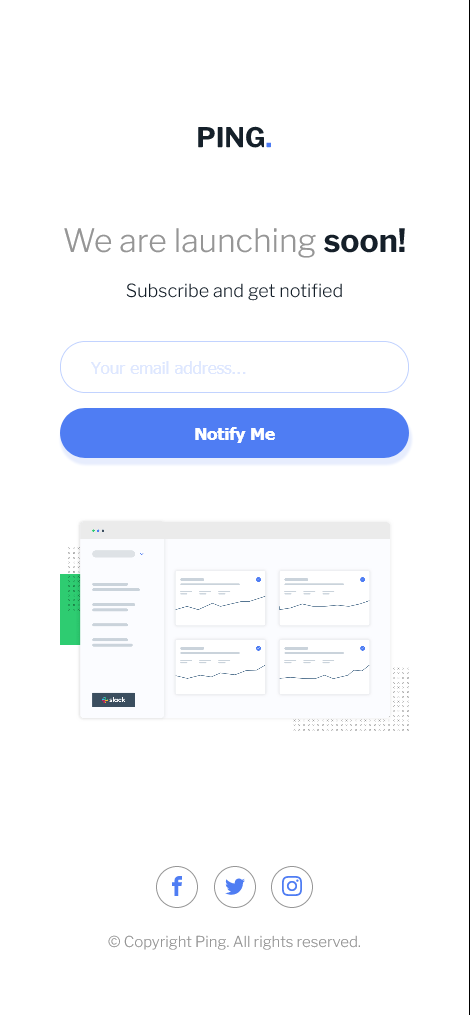 PING.
We are launching soon!
Subscribe and get notified
Your email address...
Notify Me
slack
© Copyright Ping. All rights reserved.